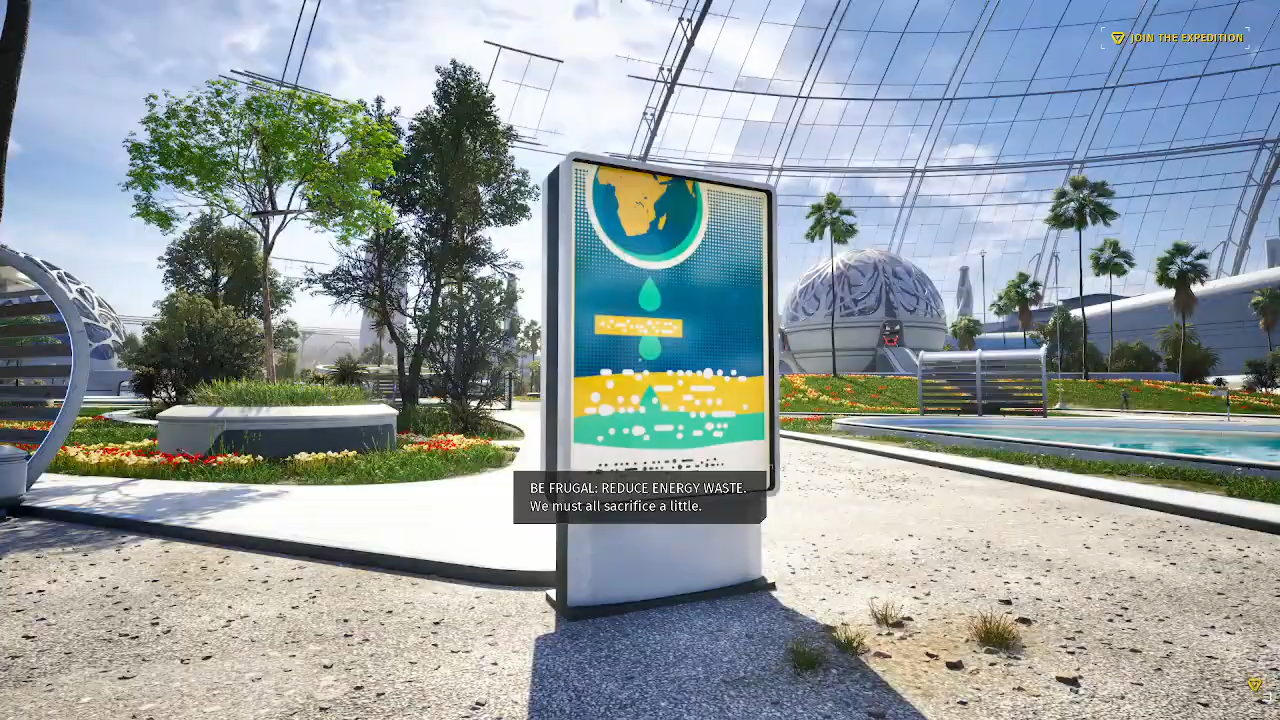 JOIN THE EXPEDITION
BE FRUGAL: REDUCE ENERGY WASTE.
We must all sacrifice a little.